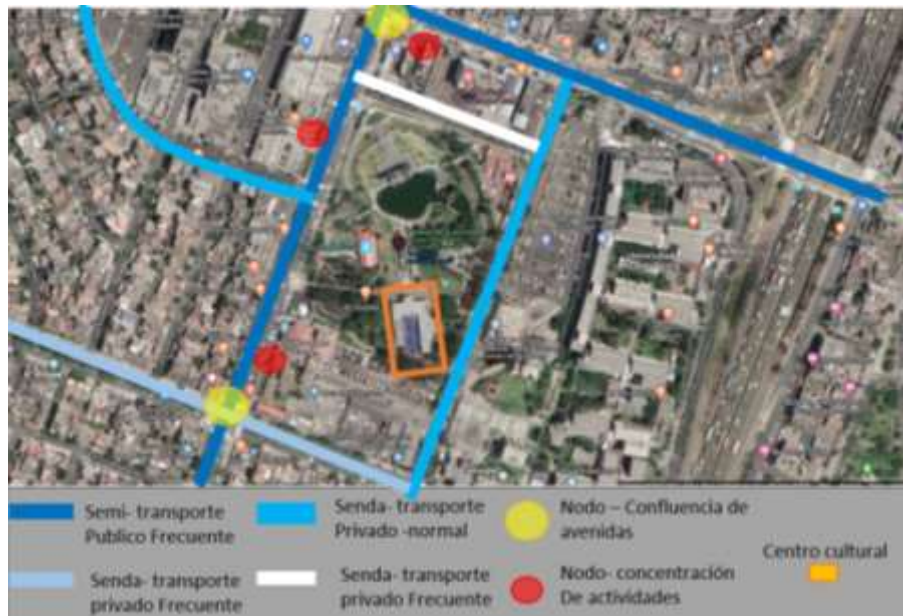 Semi- transporte
Publico Frecuente
Senda- transporte
Privado -normal
Nodo – Confluencia de
avenidas
Centro cultural
Senda- transporte
privado Frecuente
Senda- transporte
privado Frecuente
Nodo- concentración
De actividades